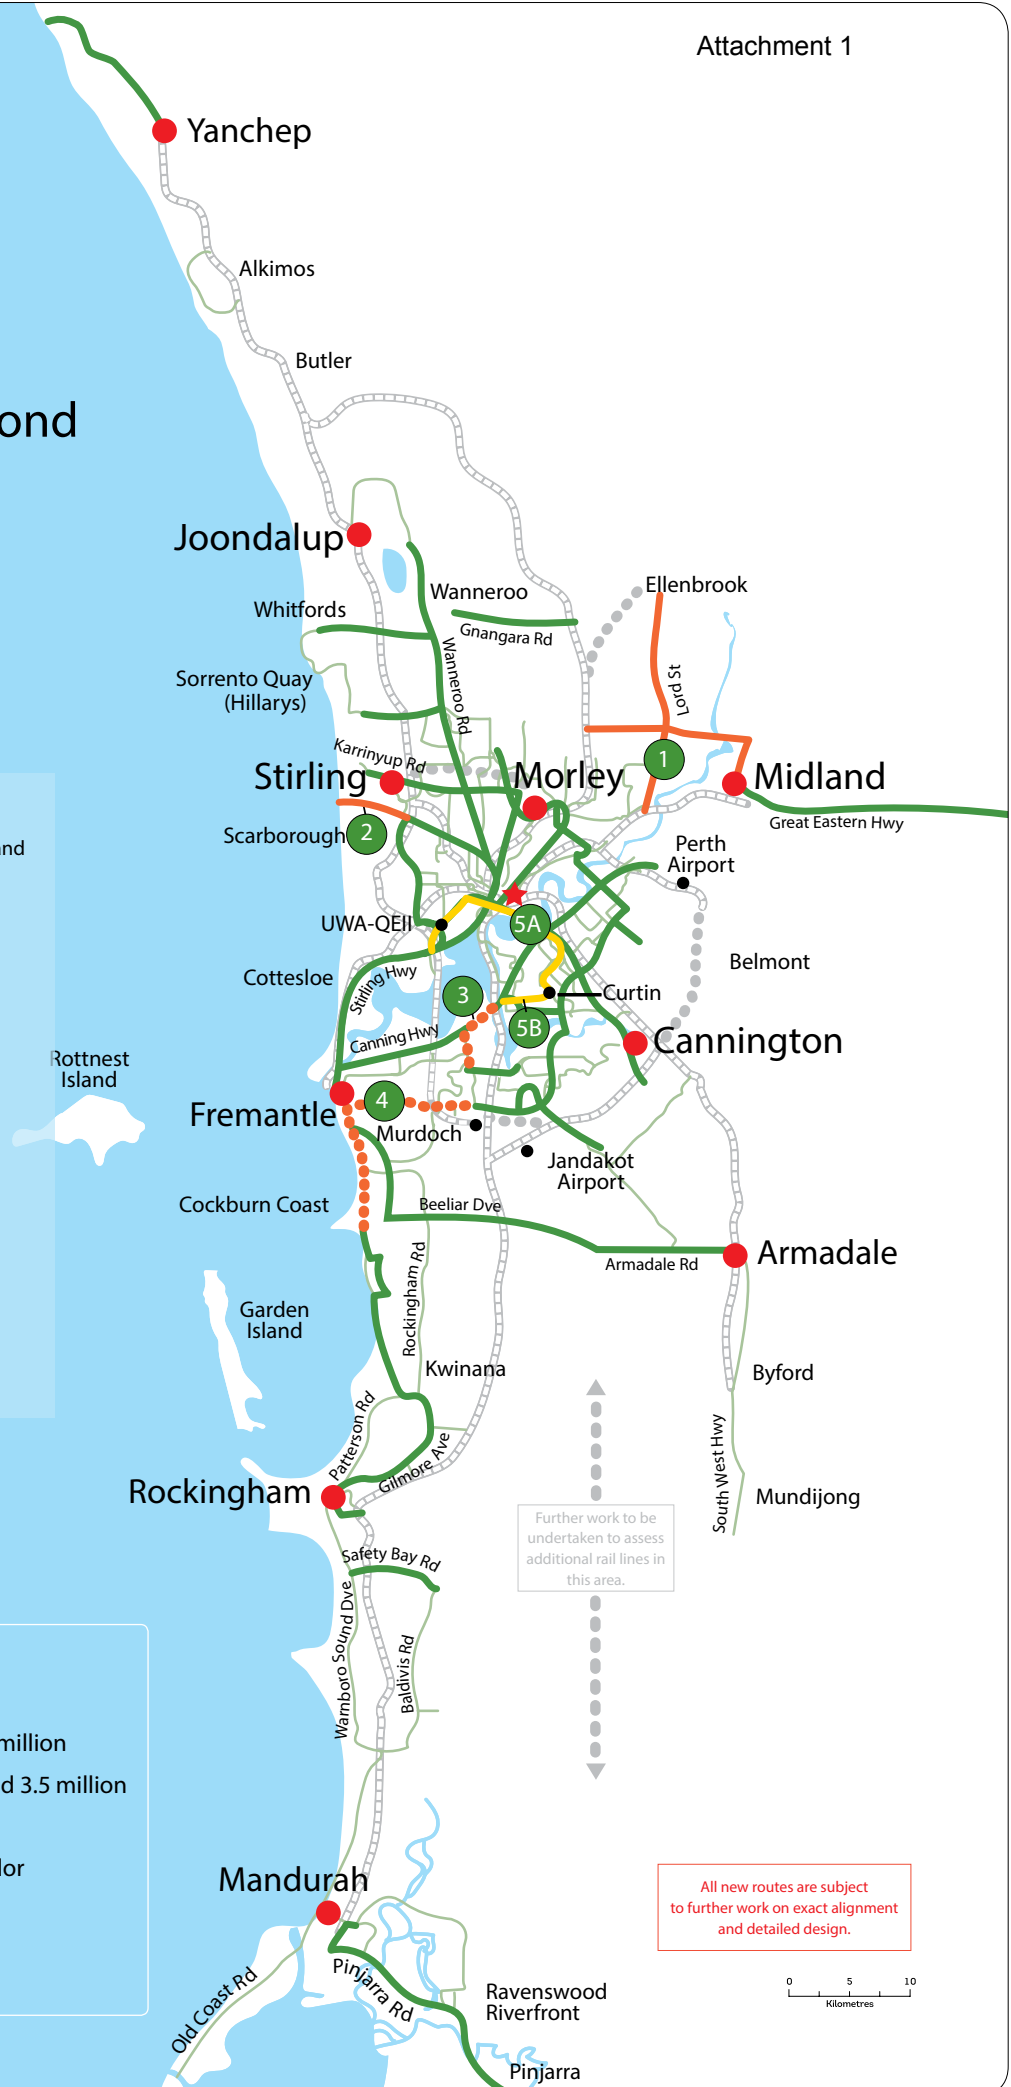 Attachment 1
Yanchep
Alkimos
Butler
ond
Joondalup
Wanneroo
Ellenbrook
Whitfords
Gnangara Rd
Wanneroo Rd
Lord St
Sorrento Quay
(Hillarys)
Karrinyup Rd
Stirling
Morley
1
Midland
Great Eastern Hwy
Scarborough
2
and
Perth
Airport
UWA-QEII
5A
Belmont
Cottesloe
Stirling Hwy
3
Curtin
5B
Canning Hwy
Cannington
Rottnest
Island
Fremantle
4
Murdoch
Jandakot
Airport
Cockburn Coast
Beeliar Dve
Armadale
Armadale Rd
Rockingham Rd
Garden
Island
Kwinana
Byford
Patterson Rd
Gilmore Ave
South West Hwy
Rockingham
Mundijong
Further work to be
undertaken to assess
additional rail lines in
this area.
Safety Bay Rd
Warnboro Sound Dve
Baldivis Rd
million
d 3.5 million
lor
Mandurah
All new routes are subject
to further work on exact alignment
and detailed design.
Pinjarra Rd
Old Coast Rd
0 5 10
Kilometres
Ravenswood
Riverfront
Pinjarra